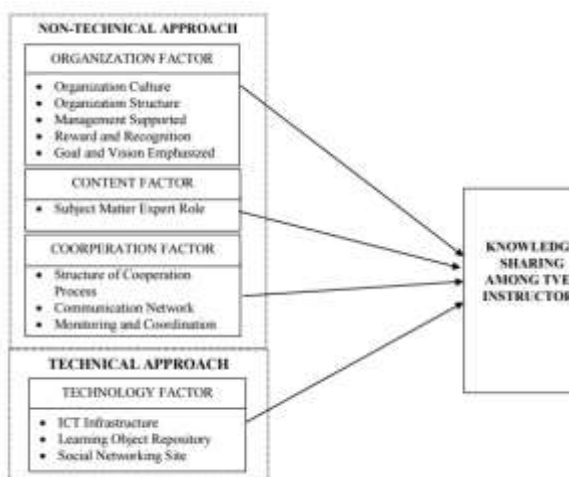 NON-TECHNICAL APPROACH
ORGANIZATION FACTOR
• Organization Culture
• Organization Structure
• Management Supported
• Reward and Recognition
• Goal and Vision Emphasized
CONTENT FACTOR
• Subject Matter Expert Role
COORPERATION FACTOR
• Structure of Cooperation
Process
• Communication Network
• Monitoring and Coordination
TECHNICAL APPROACH
TECHNOLOGY FACTOR
• ICT Infrastructure
• Learning Object Repository
• Social Networking Site
KNOWLEDG
SHARING
AMONG TVE
INSTRUCTOR